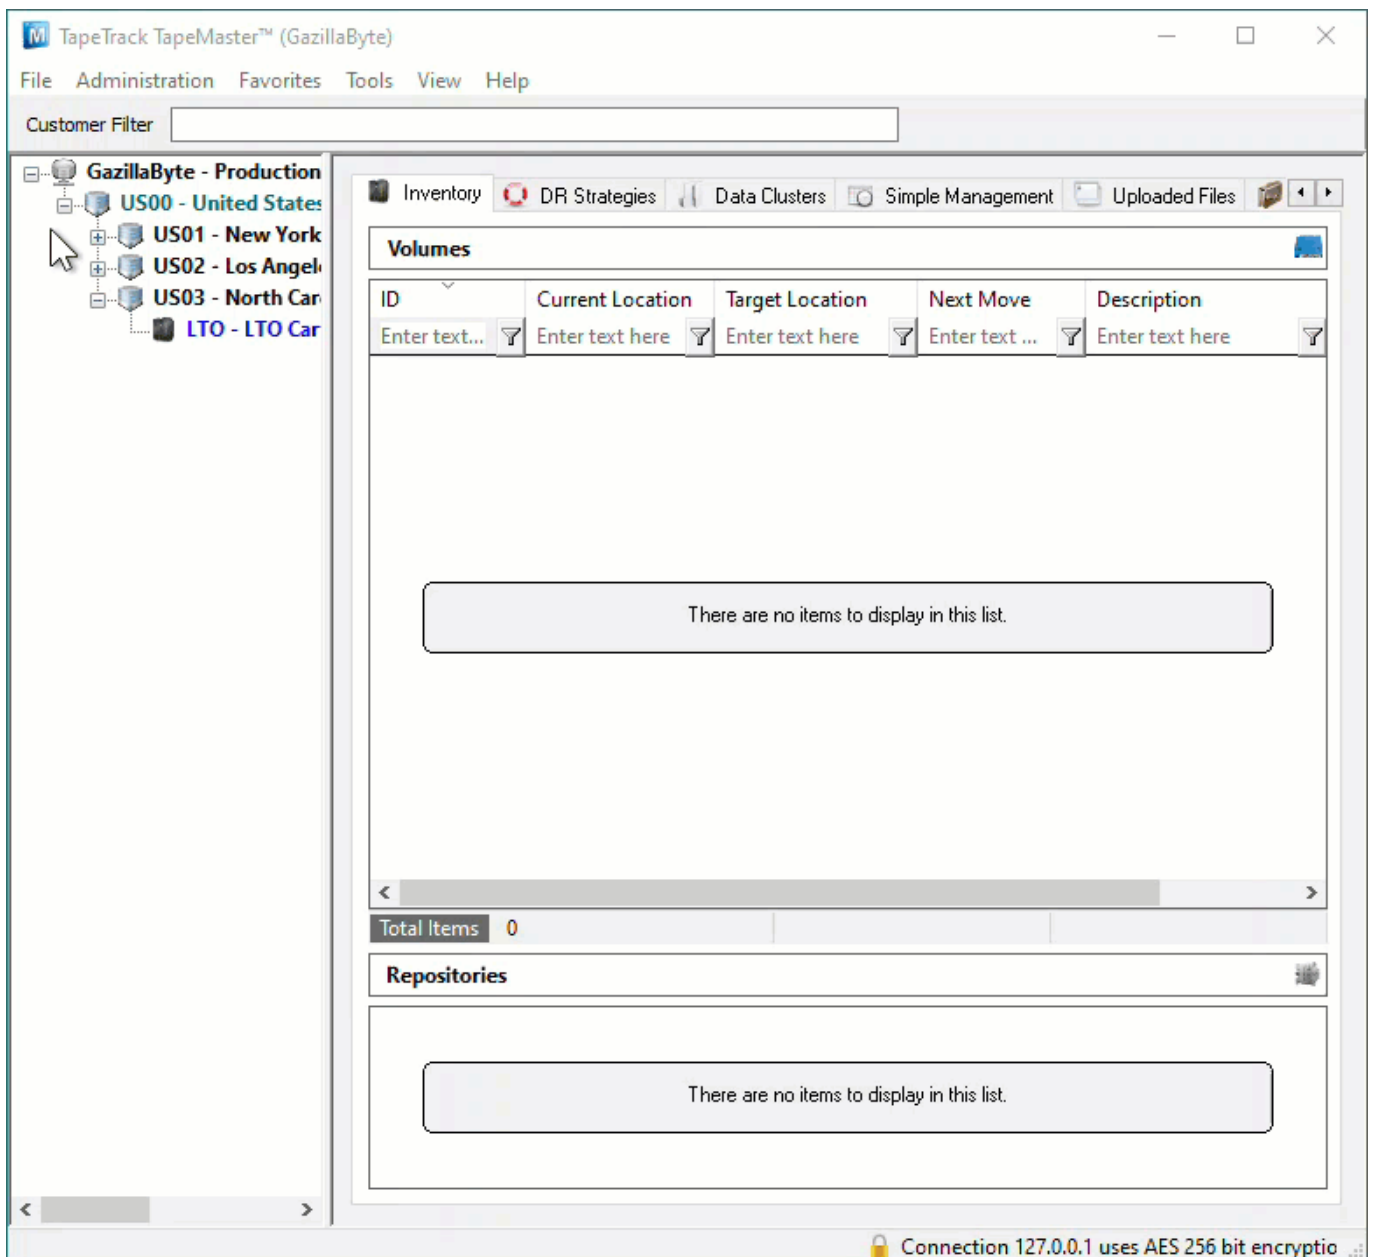 TapeTrack TapeMaster™ (GazillaByte)
File Administration Favorites Tools View Help
Customer Filter
GazillaByte - Production
US00 - United States
US01 - New York
US02 - Los Angel
US03 - North Car
LTO - LTO Car
Inventory DR Strategies Data Clusters Simple Management Uploaded Files
Volumes
ID Current Location Target Location Next Move Description
Enter text... Enter text here Enter text here Enter text ... Enter text here
There are no items to display in this list.
Total Items 0
Repositories
There are no items to display in this list.
Connection 127.0.0.1 uses AES 256 bit encryptio